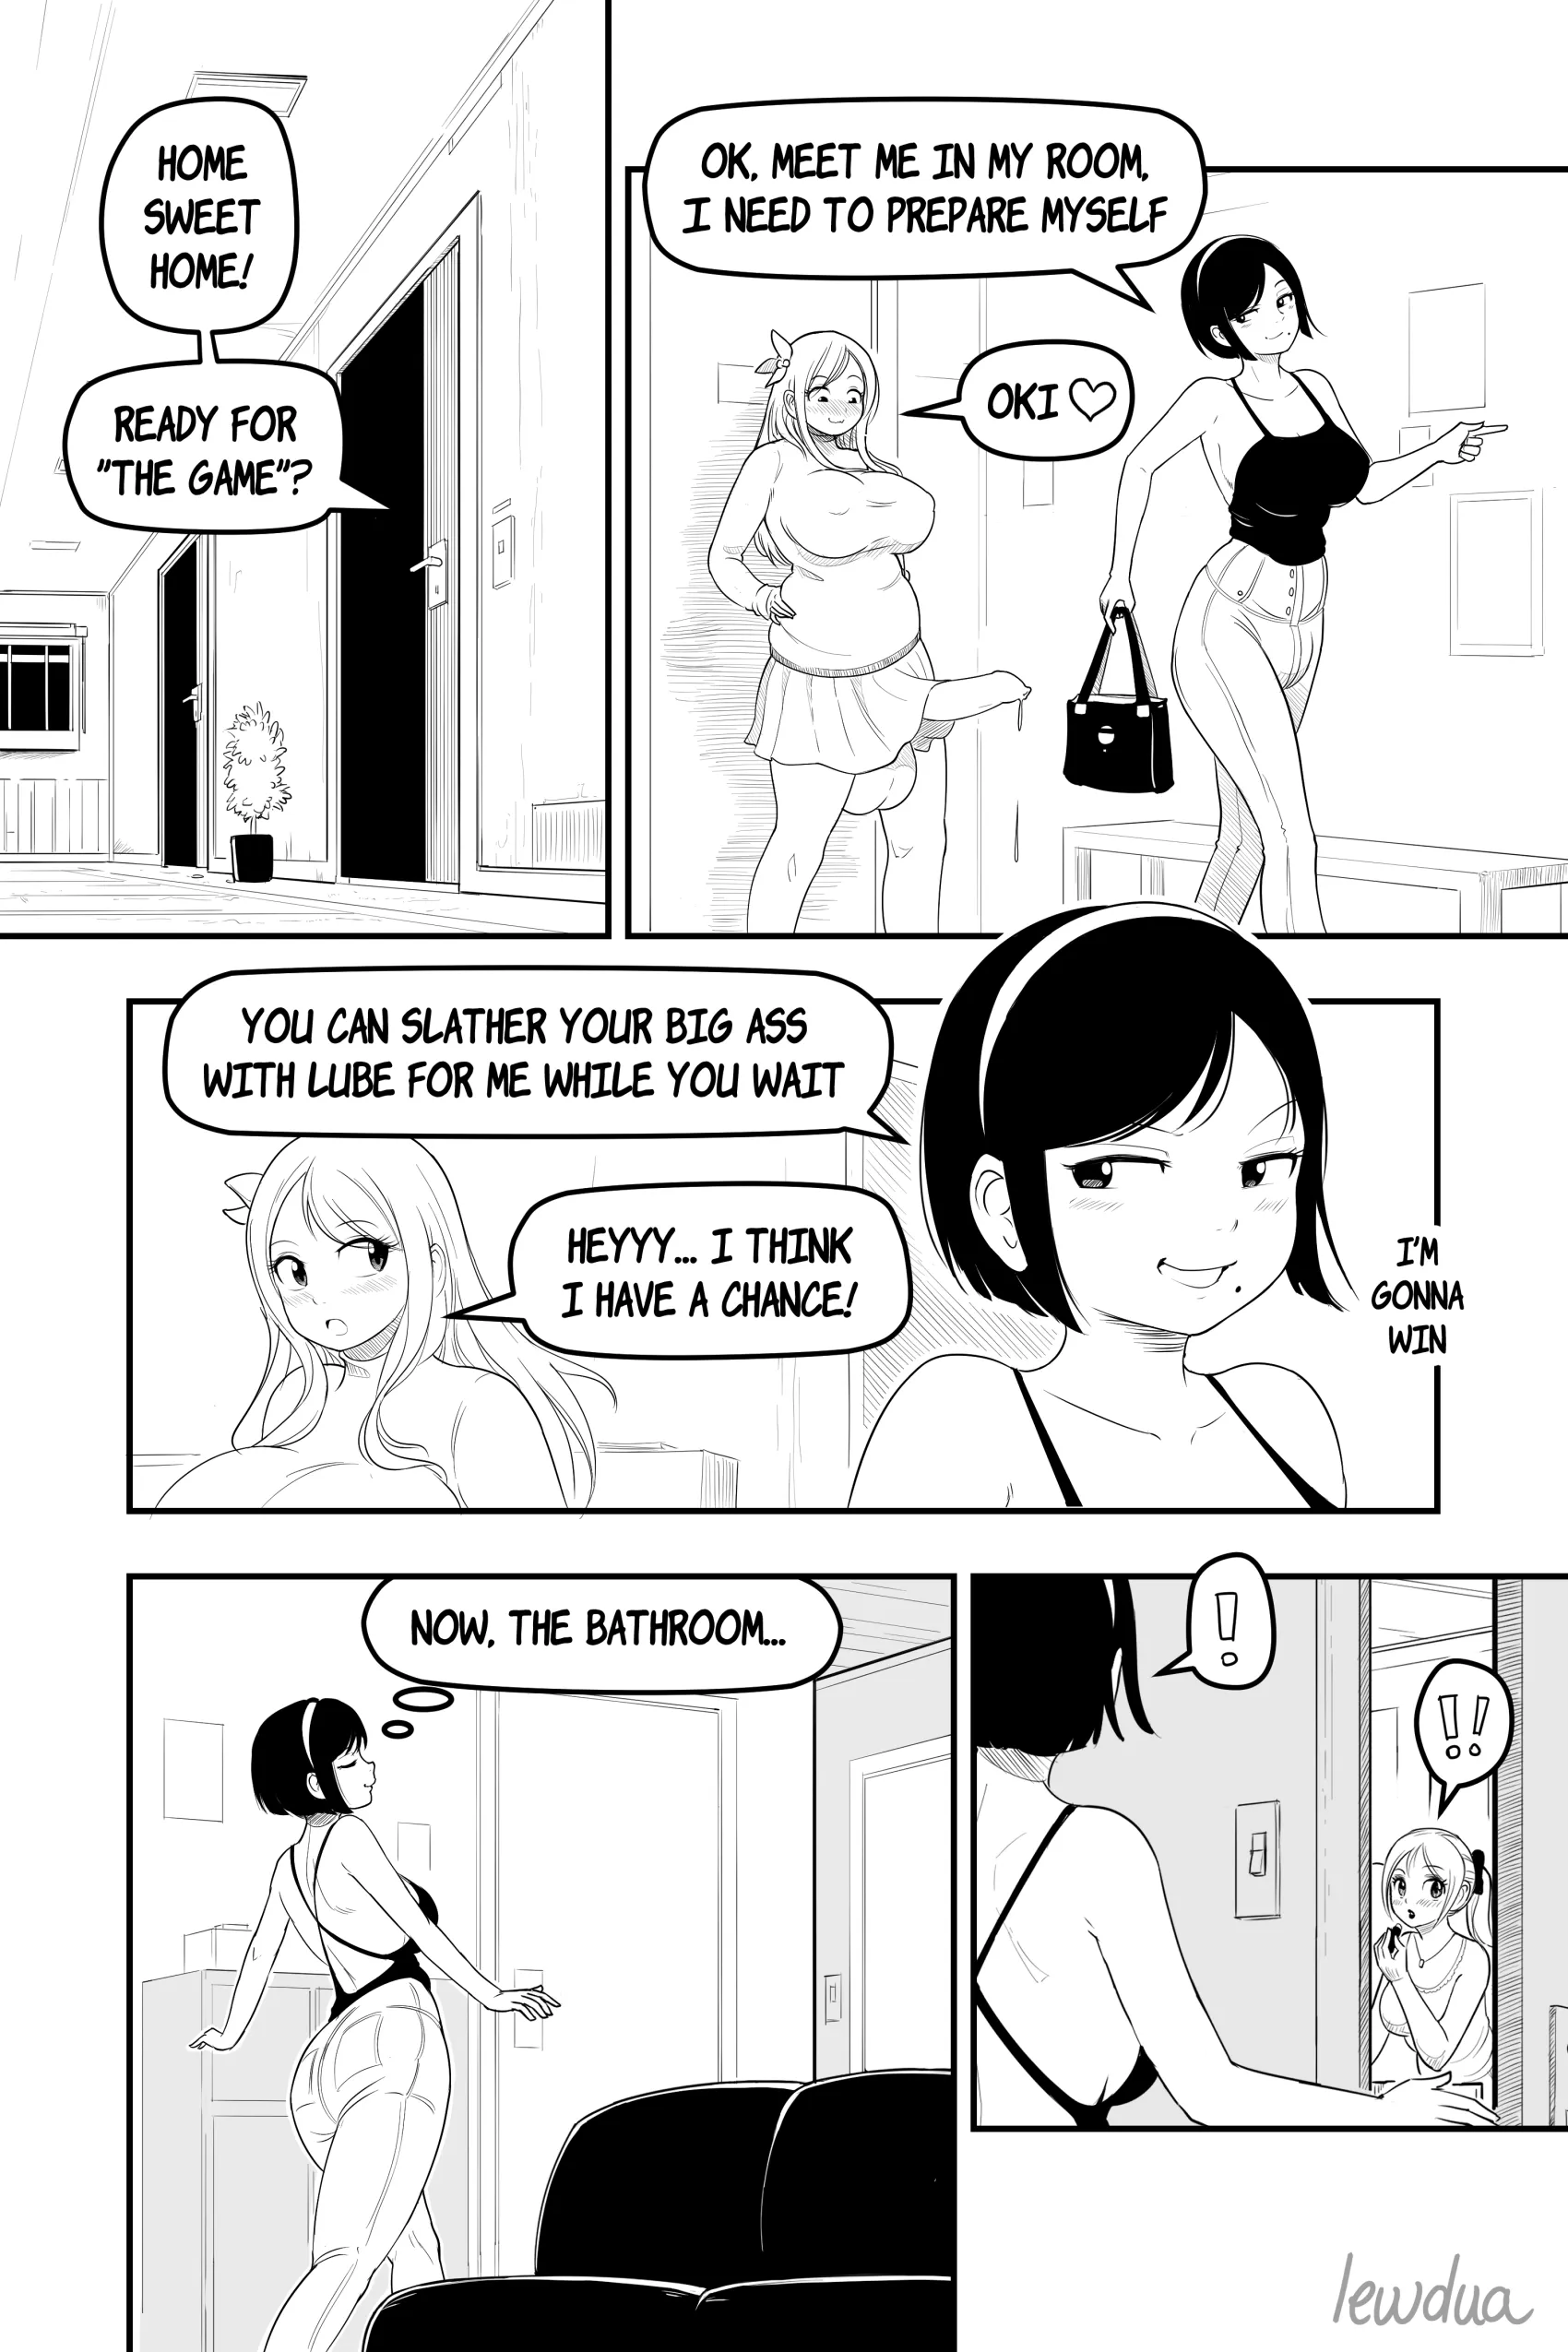 HOME
SWEET
HOME!
READY FOR
"THE GAME"?
OK, MEET ME IN MY ROOM,
I NEED TO PREPARE MYSELF
OKI ♡
YOU CAN SLATHER YOUR BIG ASS
WITH LUBE FOR ME WHILE YOU WAIT
HEYYY... I THINK
I HAVE A CHANCE!
I'M
GONNA
WIN
NOW, THE BATHROOM...
!
!!
lewdua